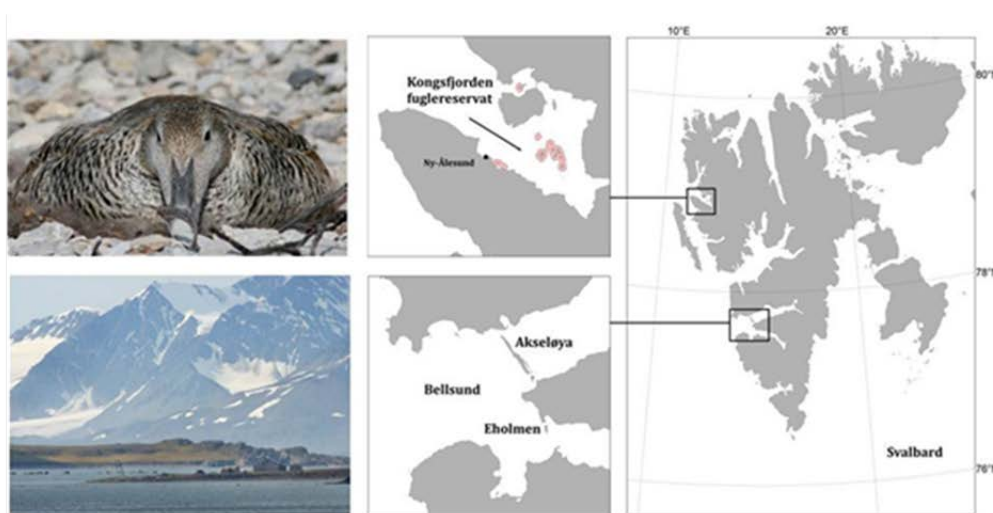 Kongsfjorden
fuglereservat
Ny-Ålesund
Akseløya
Bellsund
Eholmen
10°E
20°E
80°
78°
76°
Svalbard